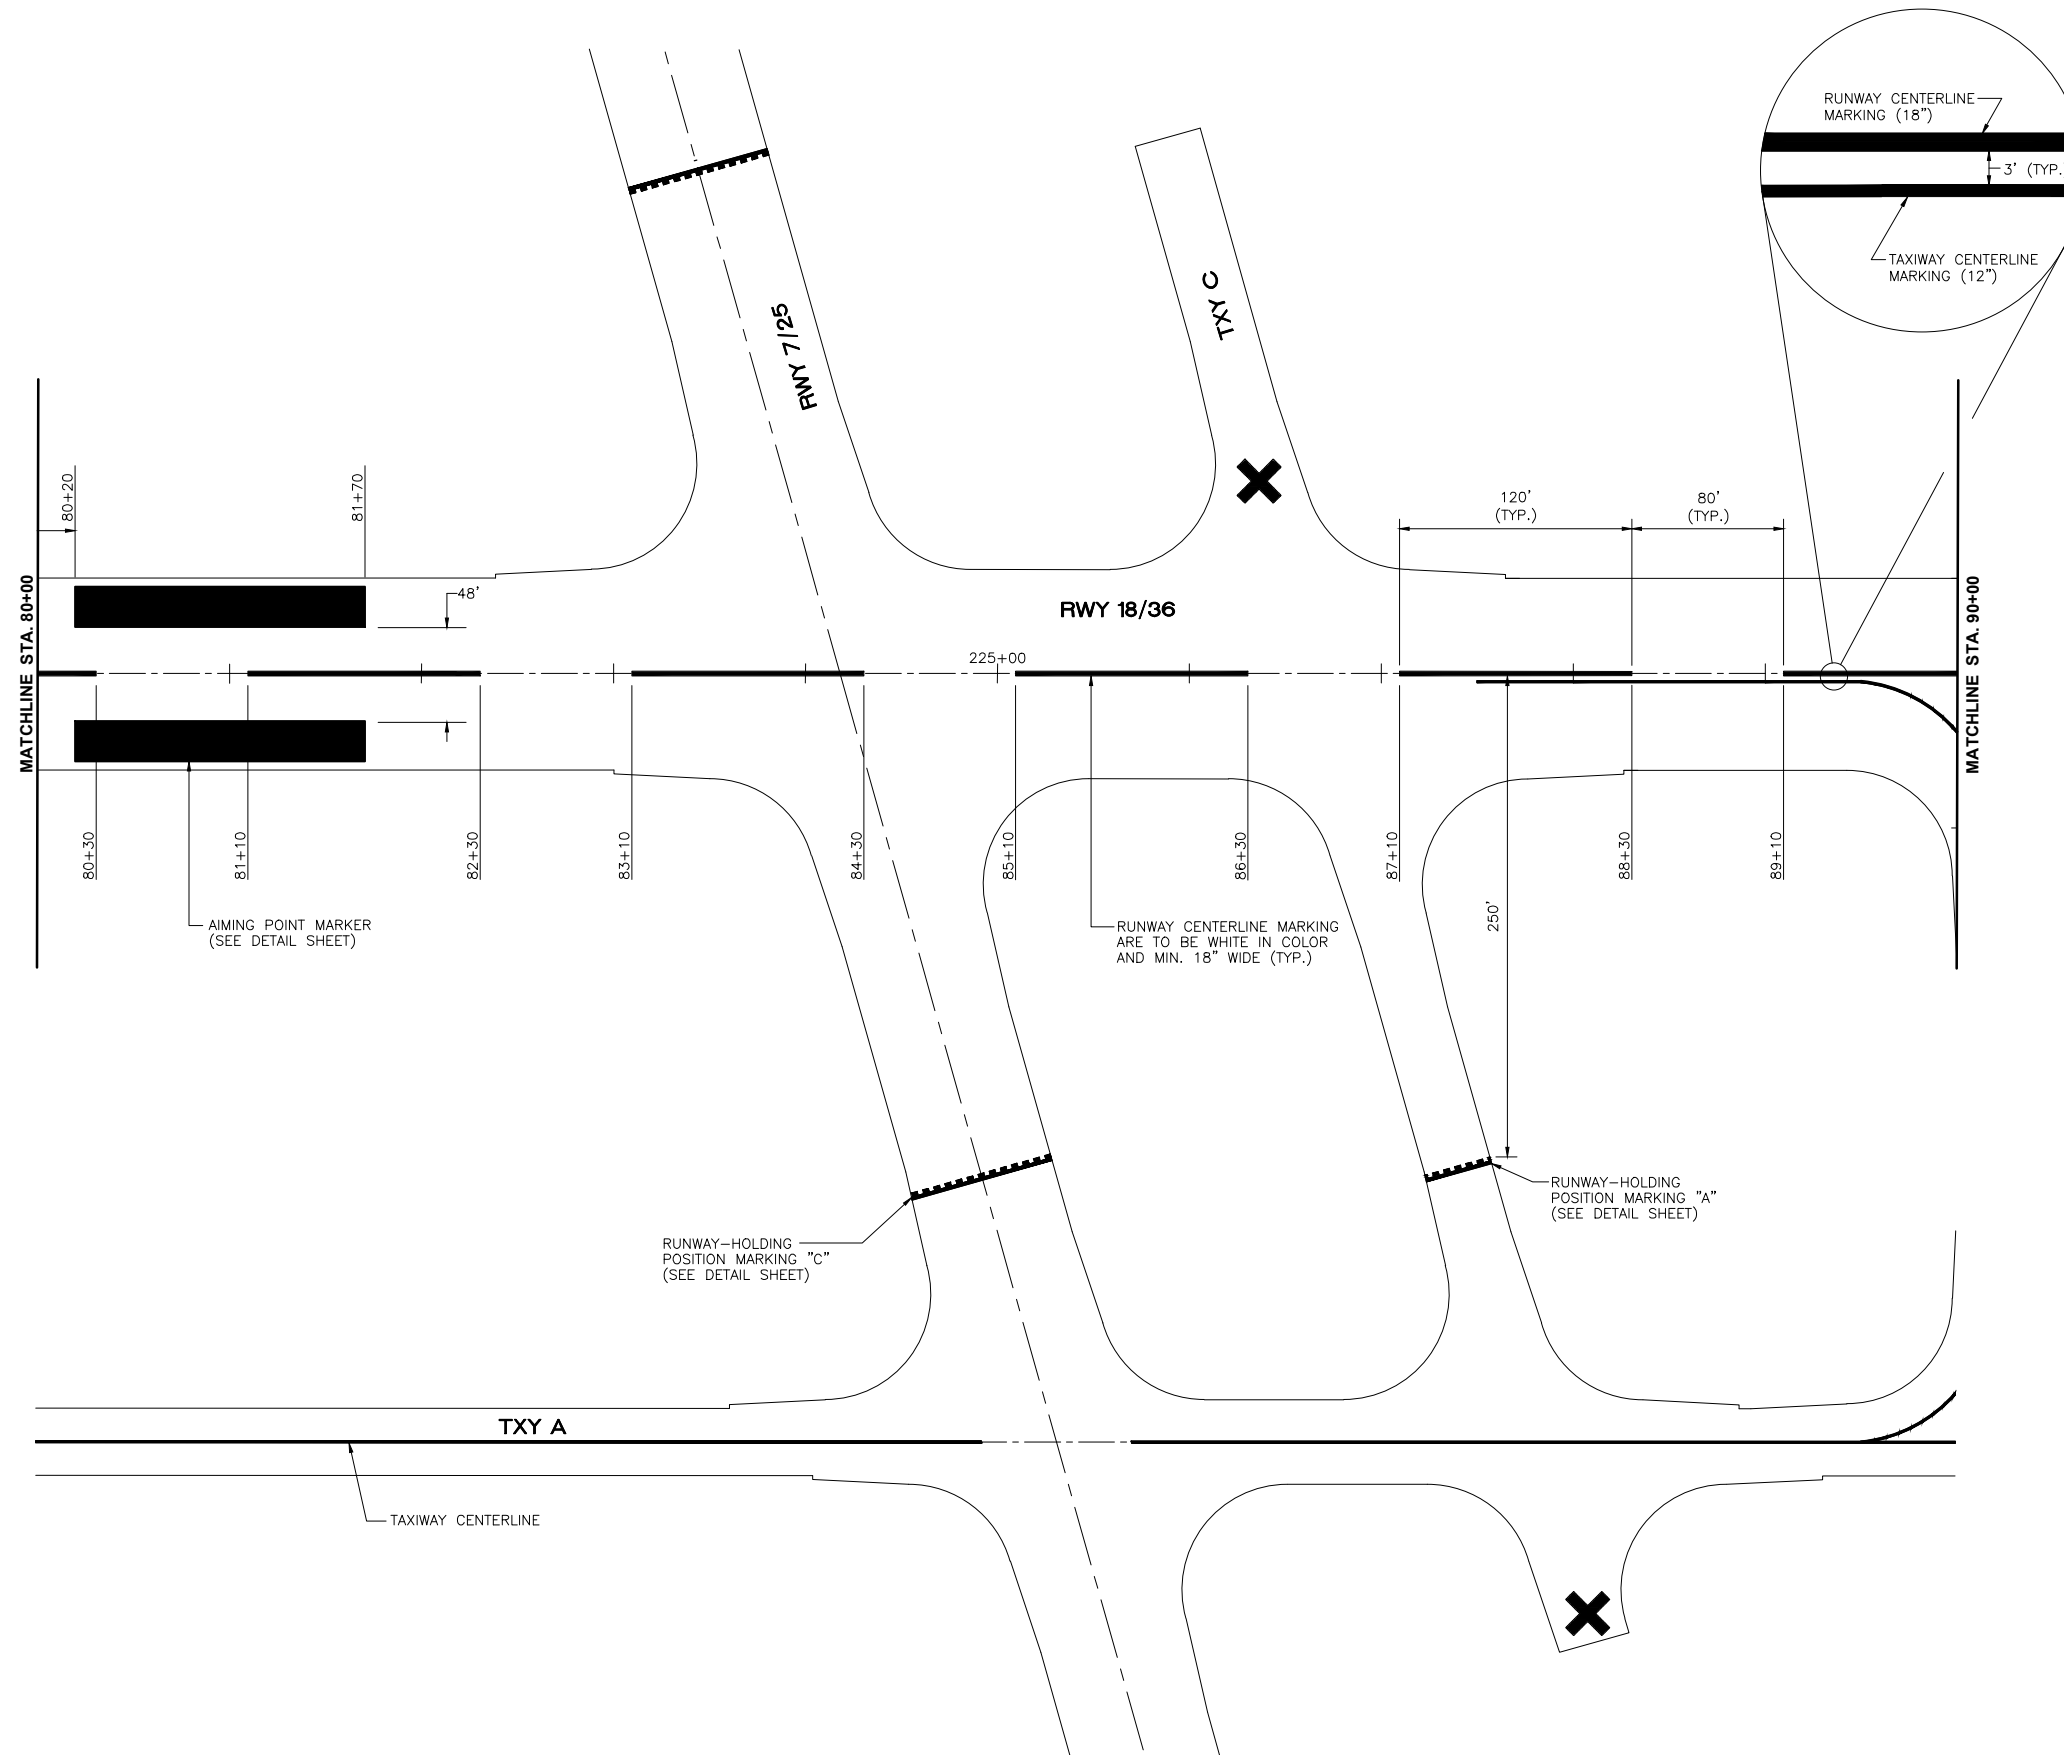 RUNWAY CENTERLINE
MARKING (18")
3' (TYP.
TAXIWAY CENTERLINE
MARKING (12")
RWY 7/25
TXY C
80+20
81+70
120'
(TYP.)
80'
(TYP.)
48'
MATCHLINE STA. 80+00
RWY 18/36
225+00
MATCHLINE STA. 90+00
80+30
81+10
82+30
83+10
84+30
85+10
86+30
87+10
88+30
89+10
250'
AIMING POINT MARKER
(SEE DETAIL SHEET)
RUNWAY CENTERLINE MARKING
ARE TO BE WHITE IN COLOR
AND MIN. 18" WIDE (TYP.)
RUNWAY-HOLDING
POSITION MARKING "A"
(SEE DETAIL SHEET)
RUNWAY-HOLDING
POSITION MARKING "C"
(SEE DETAIL SHEET)
TXY A
TAXIWAY CENTERLINE